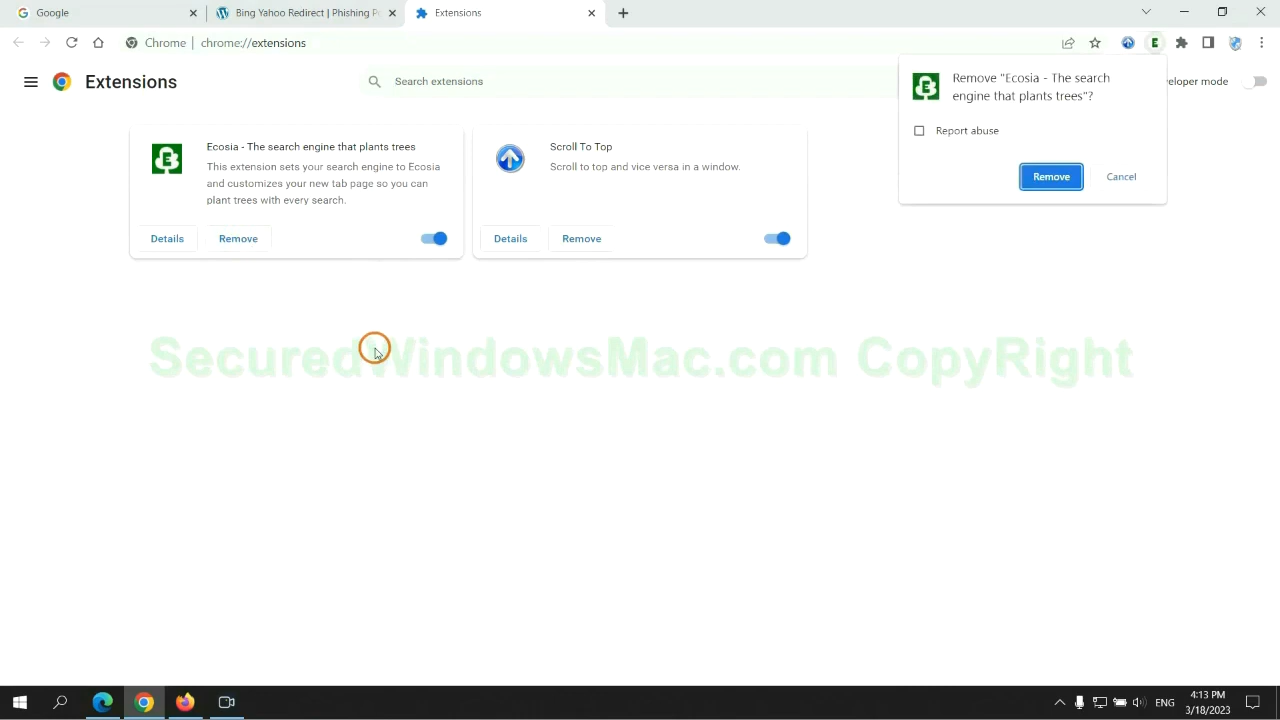 Google
Bing Yahoo Redirect | Phishing P
Extensions
Chrome | chrome://extensions
Extensions
Search extensions
veloper mode
Remove "Ecosia - The search
engine that plants trees"?
Report abuse
Remove
Cancel
Ecosia - The search engine that plants trees
This extension sets your search engine to Ecosia
and customizes your new tab page so you can
plant trees with every search.
Details
Remove
Scroll To Top
Scroll to top and vice versa in a window.
Details
Remove
SecuredWindowsMac.com CopyRight
ENG
4:13 PM
3/18/2023